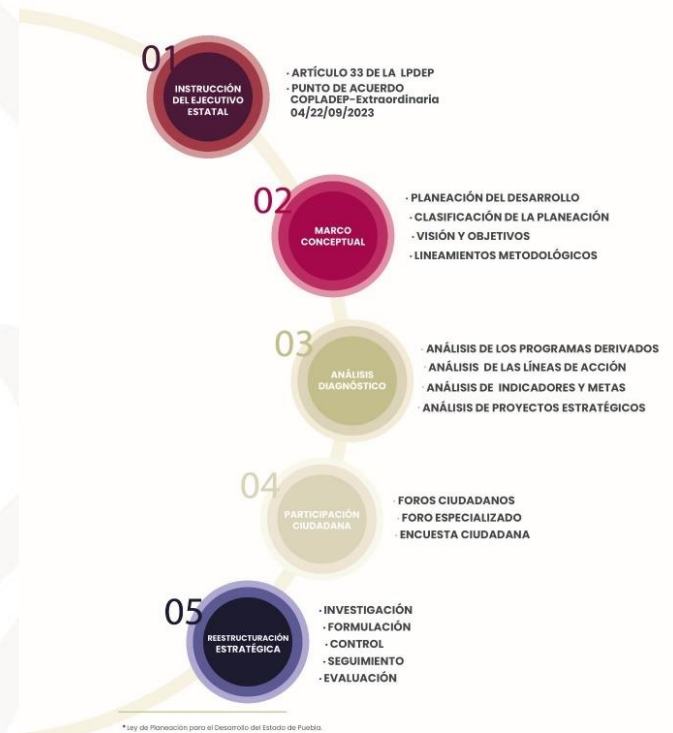 01
INSTRUCCIÓN
DEL EJECUTIVO
ESTATAL
· ARTÍCULO 33 DE LA LPDEP
· PUNTO DE ACUERDO
COPLADEP-Extraordinaria
04/22/09/2023
02
MARCO
CONCEPTUAL
· PLANEACIÓN DEL DESARROLLO
· CLASIFICACIÓN DE LA PLANEACIÓN
· VISIÓN Y OBJETIVOS
· LINEAMIENTOS METODOLÓGICOS
03
ANÁLISIS
DIAGNÓSTICO
· ANÁLISIS DE LOS PROGRAMAS DERIVADOS
· ANÁLISIS DE LAS LÍNEAS DE ACCIÓN
· ANÁLISIS DE INDICADORES Y METAS
· ANÁLISIS DE PROYECTOS ESTRATÉGICOS
04
PARTICIPACIÓN
CIUDADANA
· FOROS CIUDADANOS
· FORO ESPECIALIZADO
· ENCUESTA CIUDADANA
05
REESTRUCTURACIÓN
ESTRATÉGICA
· INVESTIGACIÓN
· FORMULACIÓN
· CONTROL
· SEGUIMIENTO
· EVALUACIÓN
* Ley de Planeación para el Desarrollo del Estado de Puebla.